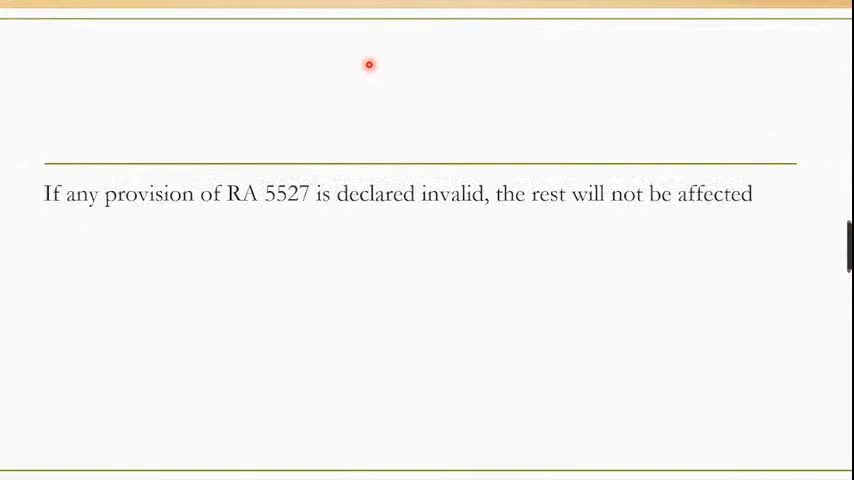 If any provision of RA 5527 is declared invalid, the rest will not be affected